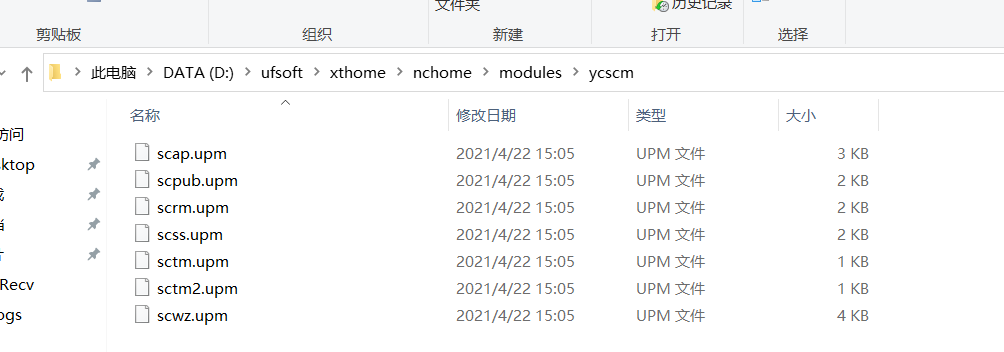 文件夹
历史记录
剪贴板 组织 新建 打开 选择
此电脑 DATA (D:) ufsoft xthome nchome modules ycscm
名称 修改日期 类型 大小
访问
sktop
Recv
ogs
scap.upm 2021/4/22 15:05 UPM 文件 3 KB
scpub.upm 2021/4/22 15:05 UPM 文件 2 KB
scrm.upm 2021/4/22 15:05 UPM 文件 2 KB
scss.upm 2021/4/22 15:05 UPM 文件 2 KB
sctm.upm 2021/4/22 15:05 UPM 文件 1 KB
sctm2.upm 2021/4/22 15:05 UPM 文件 1 KB
scwz.upm 2021/4/22 15:05 UPM 文件 4 KB